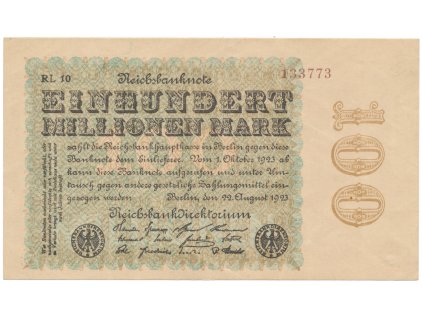 RL 10 Reichsbanknote 133773
EINHUNDERT
MILLIONEN MARK
zahlt die Reichsbankhauptkasse in Berlin gegen diese
Banknote dem Einlieferer. Vom 1. Oktober 1923 ab
kann diese Banknote aufgerufen und unter Um-
tausch gegen andere gesetzliche Zahlungsmittel ein-
gezogen werden Berlin, den 22. August 1923
Reichsbankdirektorium
100